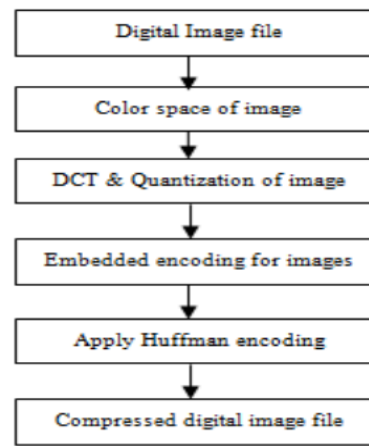 Digital Image file
Color space of image
DCT & Quantization of image
Embedded encoding for images
Apply Huffman encoding
Compressed digital image file